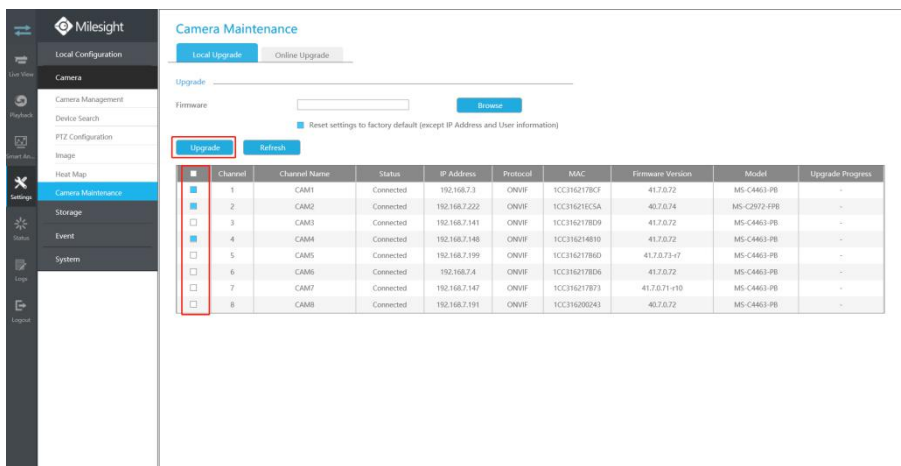 Milesight
Live View
Playback
Smart An...
Settings
Status
Logs
Logout
Local Configuration
Camera
Camera Management
Device Search
PTZ Configuration
Image
Heat Map
Camera Maintenance
Storage
Event
System
Camera Maintenance
Local Upgrade Online Upgrade
Upgrade
Firmware Browse
Reset settings to factory default (except IP Address and User information)
Upgrade Refresh
Channel Channel Name Status IP Address Protocol MAC Firmware Version Model Upgrade Progress
1 CAM1 Connected 192.168.7.3 ONVIF 1CC316217BCF 41.7.0.72 MS-C4463-PB -
2 CAM2 Connected 192.168.7.222 ONVIF 1CC31621EC5A 40.7.0.74 MS-C2972-FPB -
3 CAM3 Connected 192.168.7.141 ONVIF 1CC316217BD9 41.7.0.72 MS-C4463-PB -
4 CAM4 Connected 192.168.7.148 ONVIF 1CC316214810 41.7.0.72 MS-C4463-PB -
5 CAM5 Connected 192.168.7.199 ONVIF 1CC316217B6D 41.7.0.73-r7 MS-C4463-PB -
6 CAM6 Connected 192.168.7.4 ONVIF 1CC316217BD6 41.7.0.72 MS-C4463-PB -
7 CAM7 Connected 192.168.7.147 ONVIF 1CC316217B73 41.7.0.71-r10 MS-C4463-PB -
8 CAM8 Connected 192.168.7.191 ONVIF 1CC316200243 40.7.0.72 MS-C4463-PB -